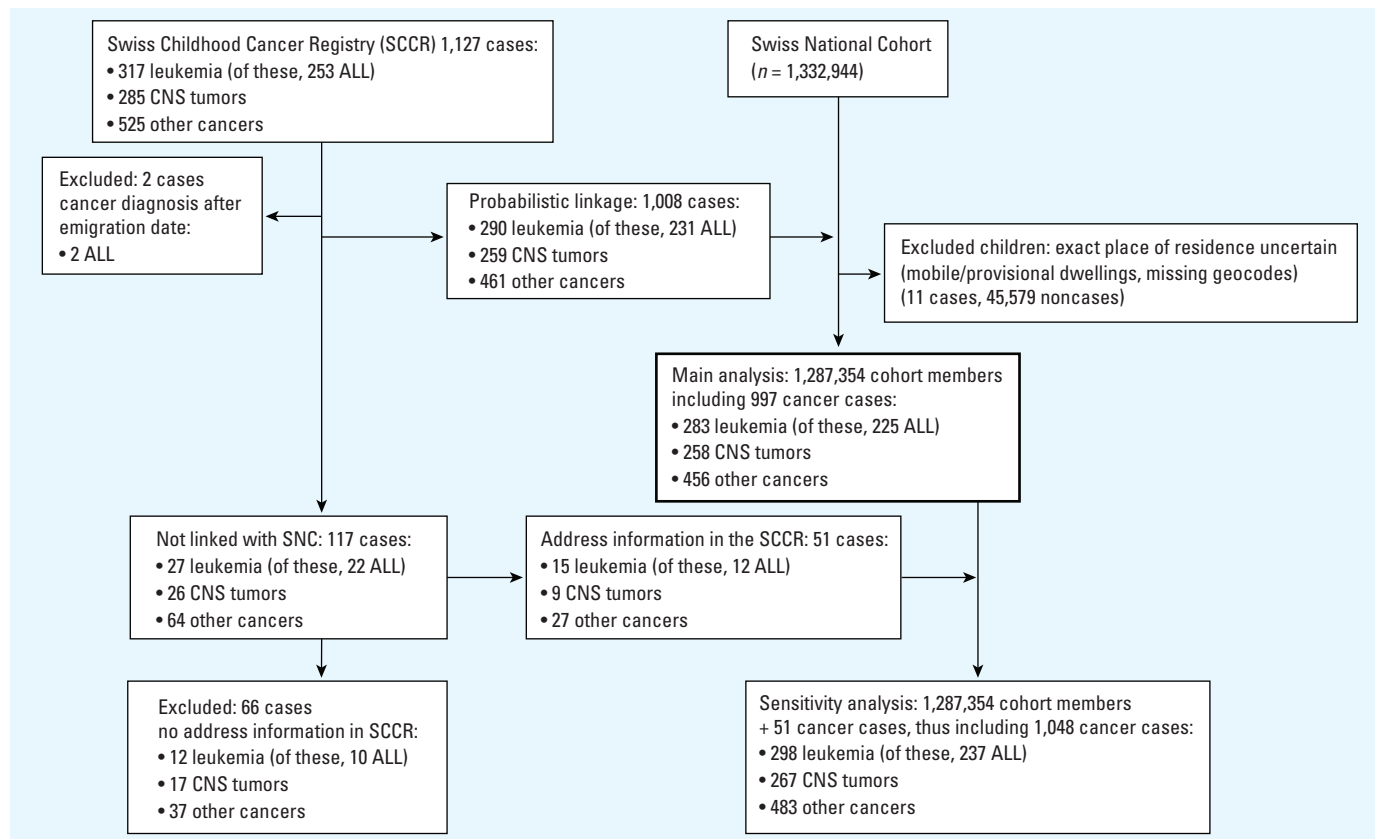 Swiss Childhood Cancer Registry (SCCR) 1,127 cases:
• 317 leukemia (of these, 253 ALL)
• 285 CNS tumors
• 525 other cancers
Swiss National Cohort
(n = 1,332,944)
Excluded: 2 cases
cancer diagnosis after
emigration date:
• 2 ALL
Probabilistic linkage: 1,008 cases:
• 290 leukemia (of these, 231 ALL)
• 259 CNS tumors
• 461 other cancers
Excluded children: exact place of residence uncertain
(mobile/provisional dwellings, missing geocodes)
(11 cases, 45,579 noncases)
Main analysis: 1,287,354 cohort members
including 997 cancer cases:
• 283 leukemia (of these, 225 ALL)
• 258 CNS tumors
• 456 other cancers
Not linked with SNC: 117 cases:
• 27 leukemia (of these, 22 ALL)
• 26 CNS tumors
• 64 other cancers
Address information in the SCCR: 51 cases:
• 15 leukemia (of these, 12 ALL)
• 9 CNS tumors
• 27 other cancers
Excluded: 66 cases
no address information in SCCR:
• 12 leukemia (of these, 10 ALL)
• 17 CNS tumors
• 37 other cancers
Sensitivity analysis: 1,287,354 cohort members
+ 51 cancer cases, thus including 1,048 cancer cases:
• 298 leukemia (of these, 237 ALL)
• 267 CNS tumors
• 483 other cancers